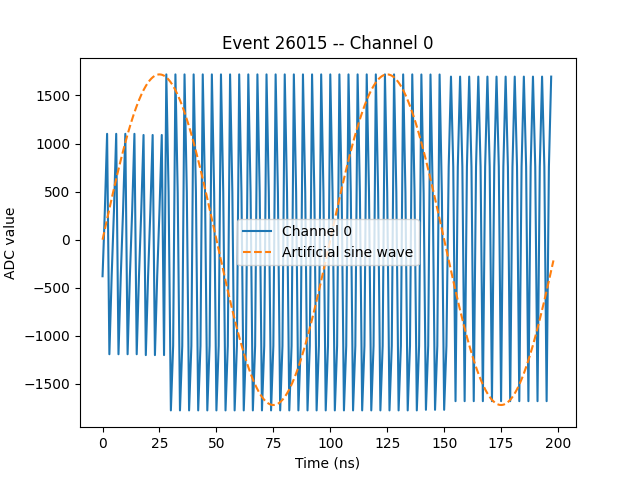 Event 26015 -- Channel 0
ADC value
1500
1000
500
0
−500
−1000
−1500
Channel 0
Artificial sine wave
0 25 50 75 100 125 150 175 200
Time (ns)